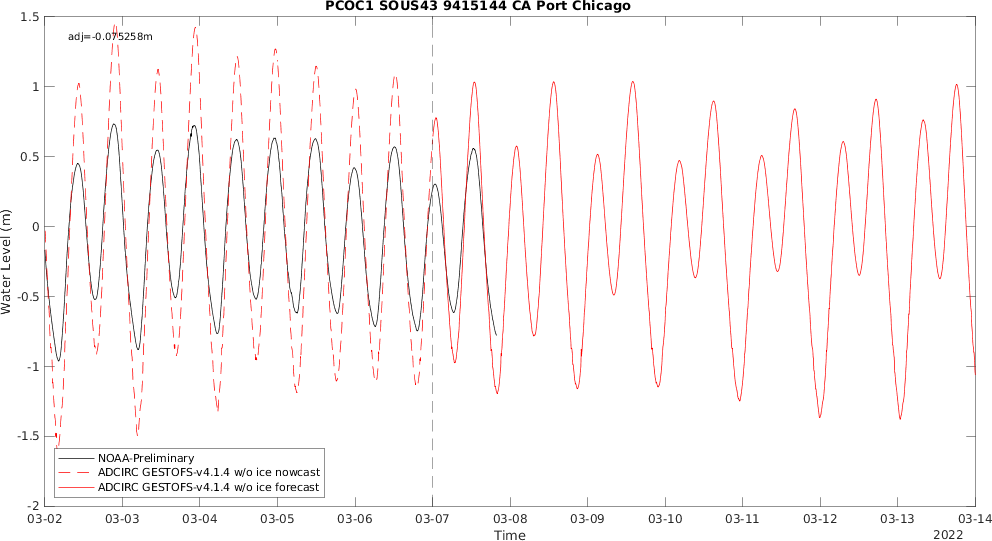 PCOC1 SOUS43 9415144 CA Port Chicago
adj=-0.075258m
1.5
1
0.5
0
-0.5
-1
-1.5
-2
Water Level (m)
NOAA-Preliminary
ADCIRC GESTOFS-v4.1.4 w/o ice nowcast
ADCIRC GESTOFS-v4.1.4 w/o ice forecast
03-02 03-03 03-04 03-05 03-06 03-07 03-08 03-09 03-10 03-11 03-12 03-13 03-14
Time
2022